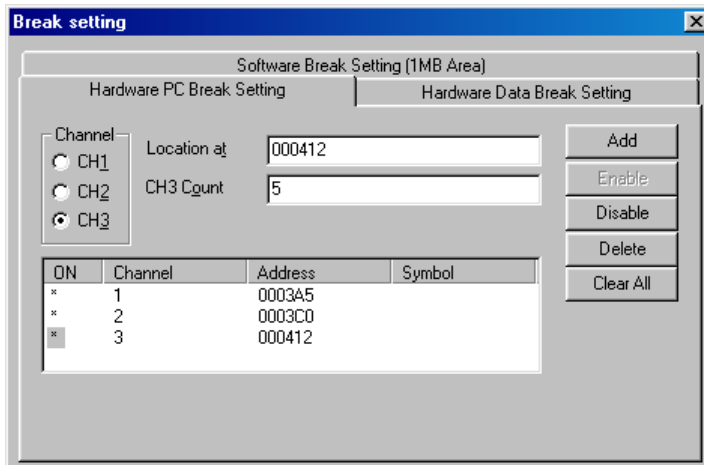 Break setting
Software Break Setting (1MB Area)
Hardware PC Break Setting
Hardware Data Break Setting
Channel
CH1
CH2
CH3
Location at
000412
CH3 Count
5
Add
Enable
Disable
Delete
Clear All
ON Channel Address Symbol
* 1 0003A5
* 2 0003C0
* 3 000412